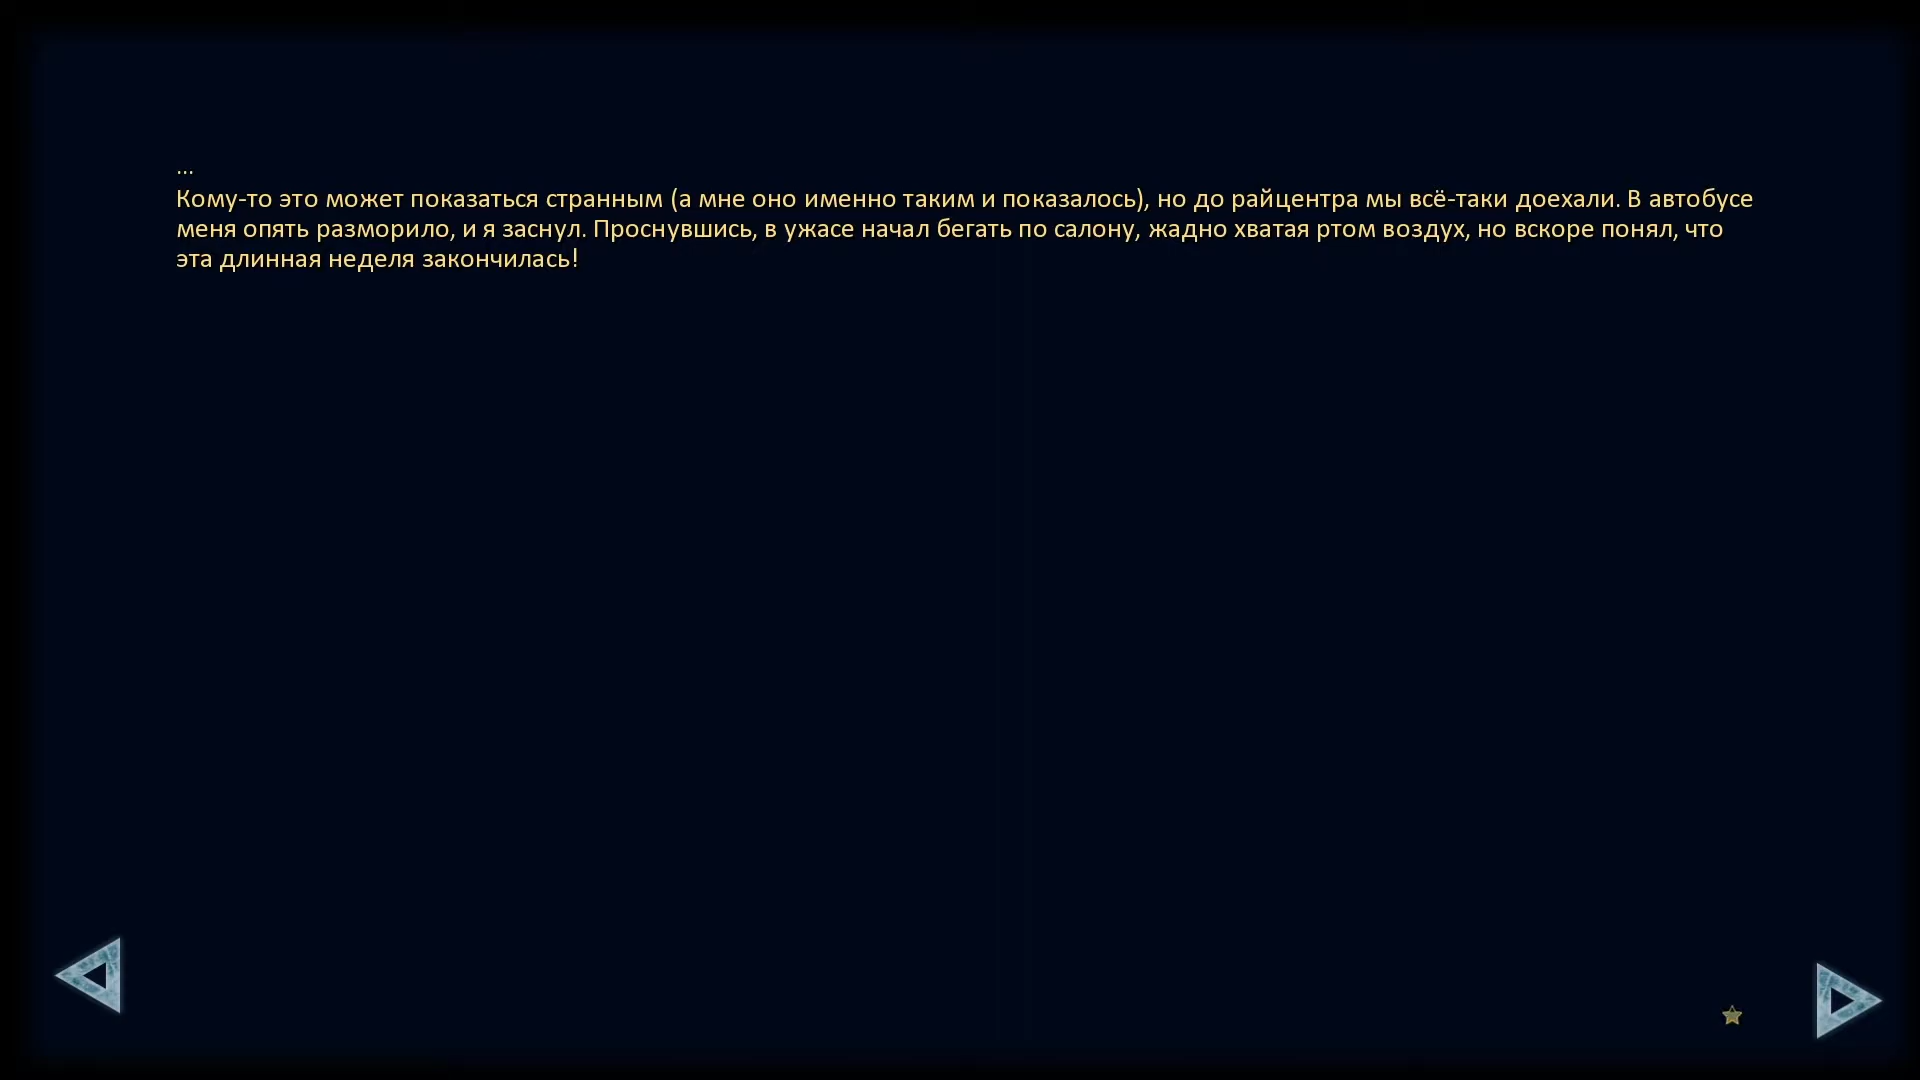 ...
Кому-то это может показаться странным (а мне оно именно таким и показалось), но до райцентра мы всё-таки доехали. В автобусе
меня опять разморило, и я заснул. Проснувшись, в ужасе начал бегать по салону, жадно хватая ртом воздух, но вскоре понял, что
эта длинная неделя закончилась!